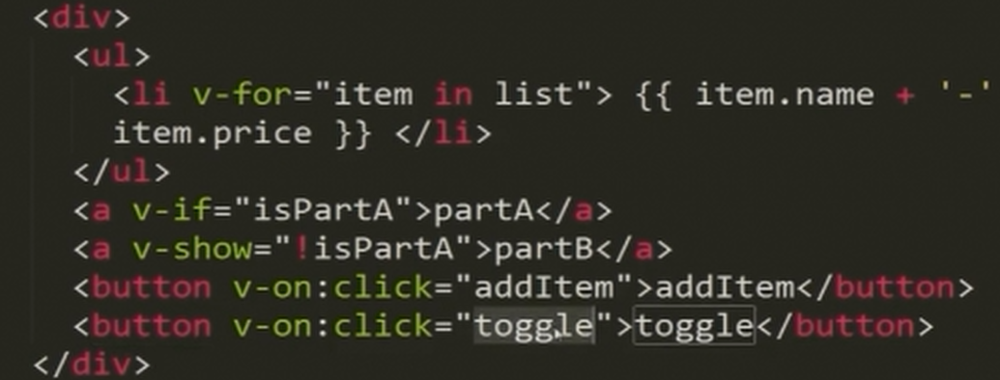 <div>
<ul>
<li v-for="item in list"> {{ item.name + '-'
item.price }} </li>
</ul>
<a v-if="isPartA">partA</a>
<a v-show="!isPartA">partB</a>
<button v-on:click="addItem">addItem</button>
<button v-on:click="toggle">toggle</button>
</div>